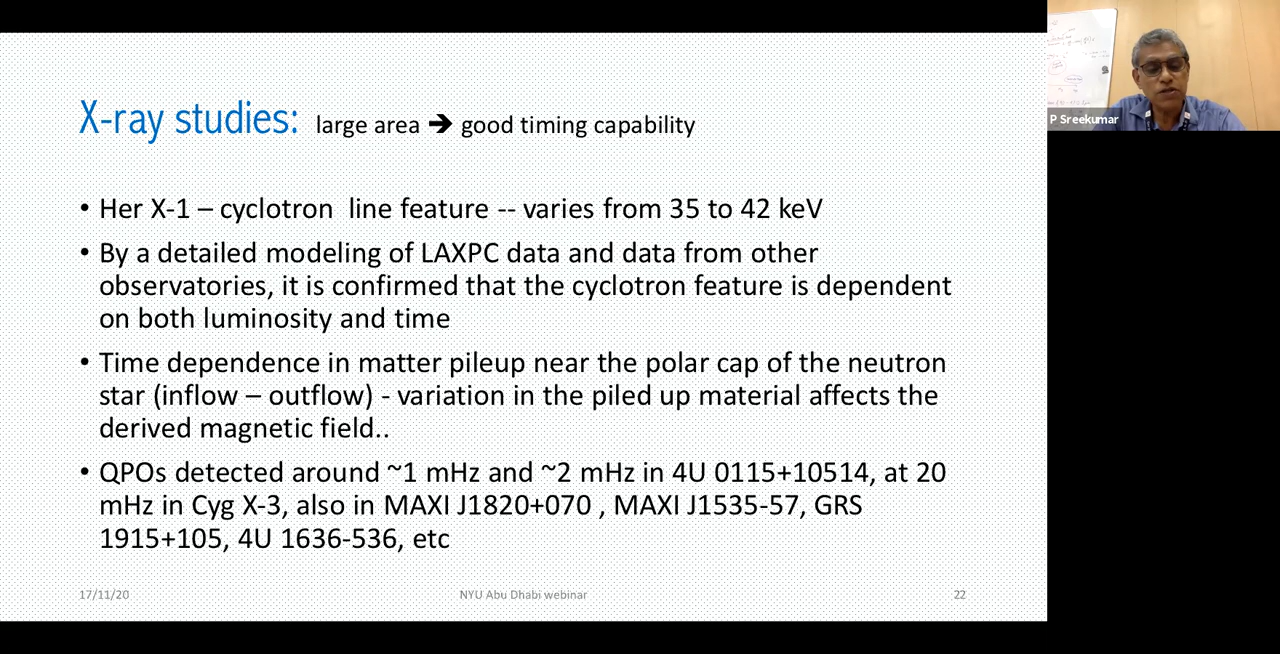 X-ray studies: large area ➔ good timing capability
• Her X-1 – cyclotron line feature -- varies from 35 to 42 keV
• By a detailed modeling of LAXPC data and data from other
observatories, it is confirmed that the cyclotron feature is dependent
on both luminosity and time
• Time dependence in matter pileup near the polar cap of the neutron
star (inflow – outflow) - variation in the piled up material affects the
derived magnetic field..
• QPOs detected around ~1 mHz and ~2 mHz in 4U 0115+10514, at 20
mHz in Cyg X-3, also in MAXI J1820+070 , MAXI J1535-57, GRS
1915+105, 4U 1636-536, etc
17/11/20 NYU Abu Dhabi webinar 22
P Sreekumar